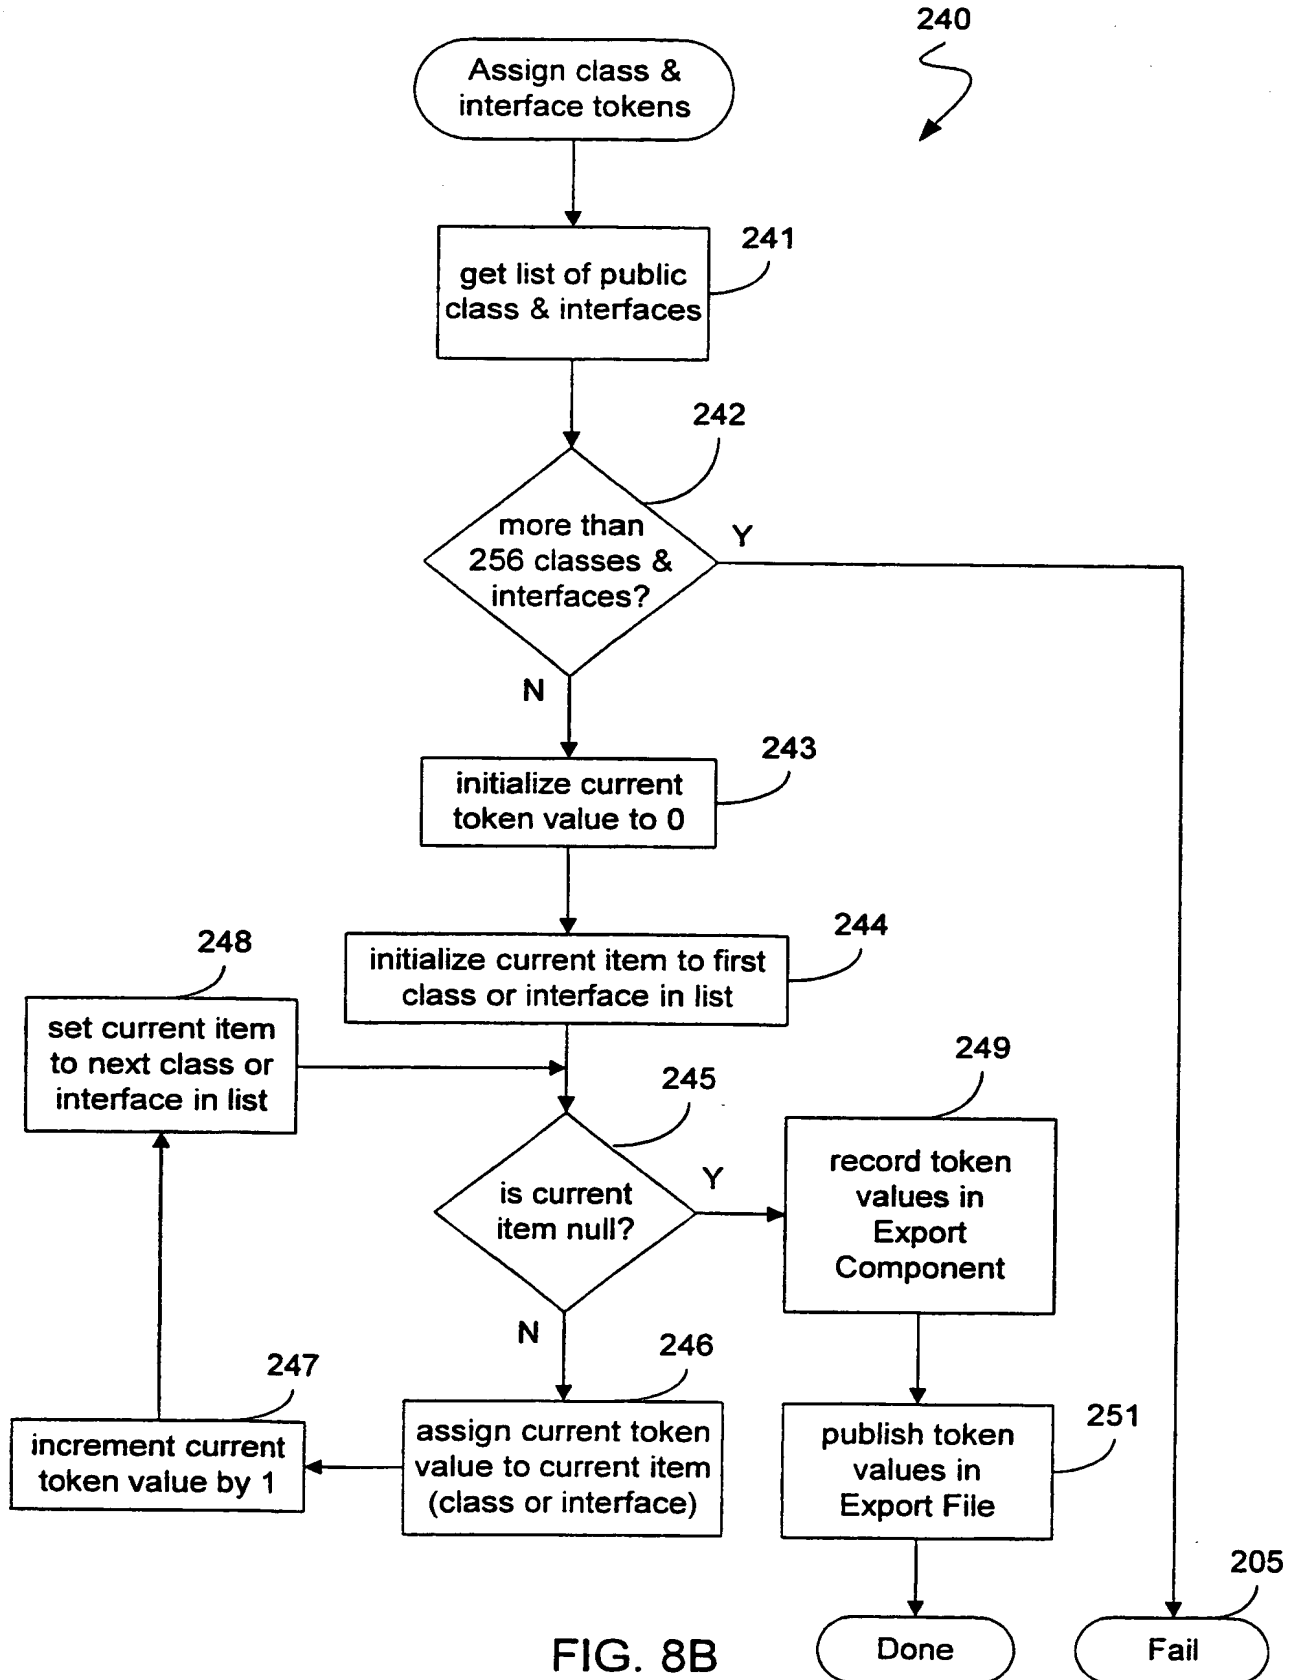 240
Assign class &
interface tokens
241
get list of public
class & interfaces
242
more than
256 classes &
interfaces?
Y
N
243
initialize current
token value to 0
244
initialize current item to first
class or interface in list
248
set current item
to next class or
interface in list
245
is current
item null?
Y
N
249
record token
values in
Export
Component
246
assign current token
value to current item
(class or interface)
247
increment current
token value by 1
251
publish token
values in
Export File
205
Done
Fail
FIG. 8B